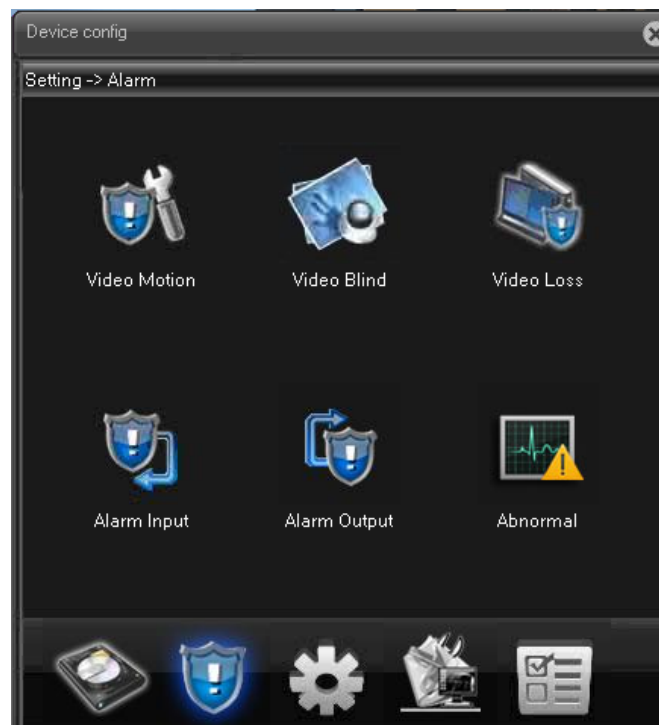 Device config
Setting -> Alarm
Video Motion
Video Blind
Video Loss
Alarm Input
Alarm Output
Abnormal